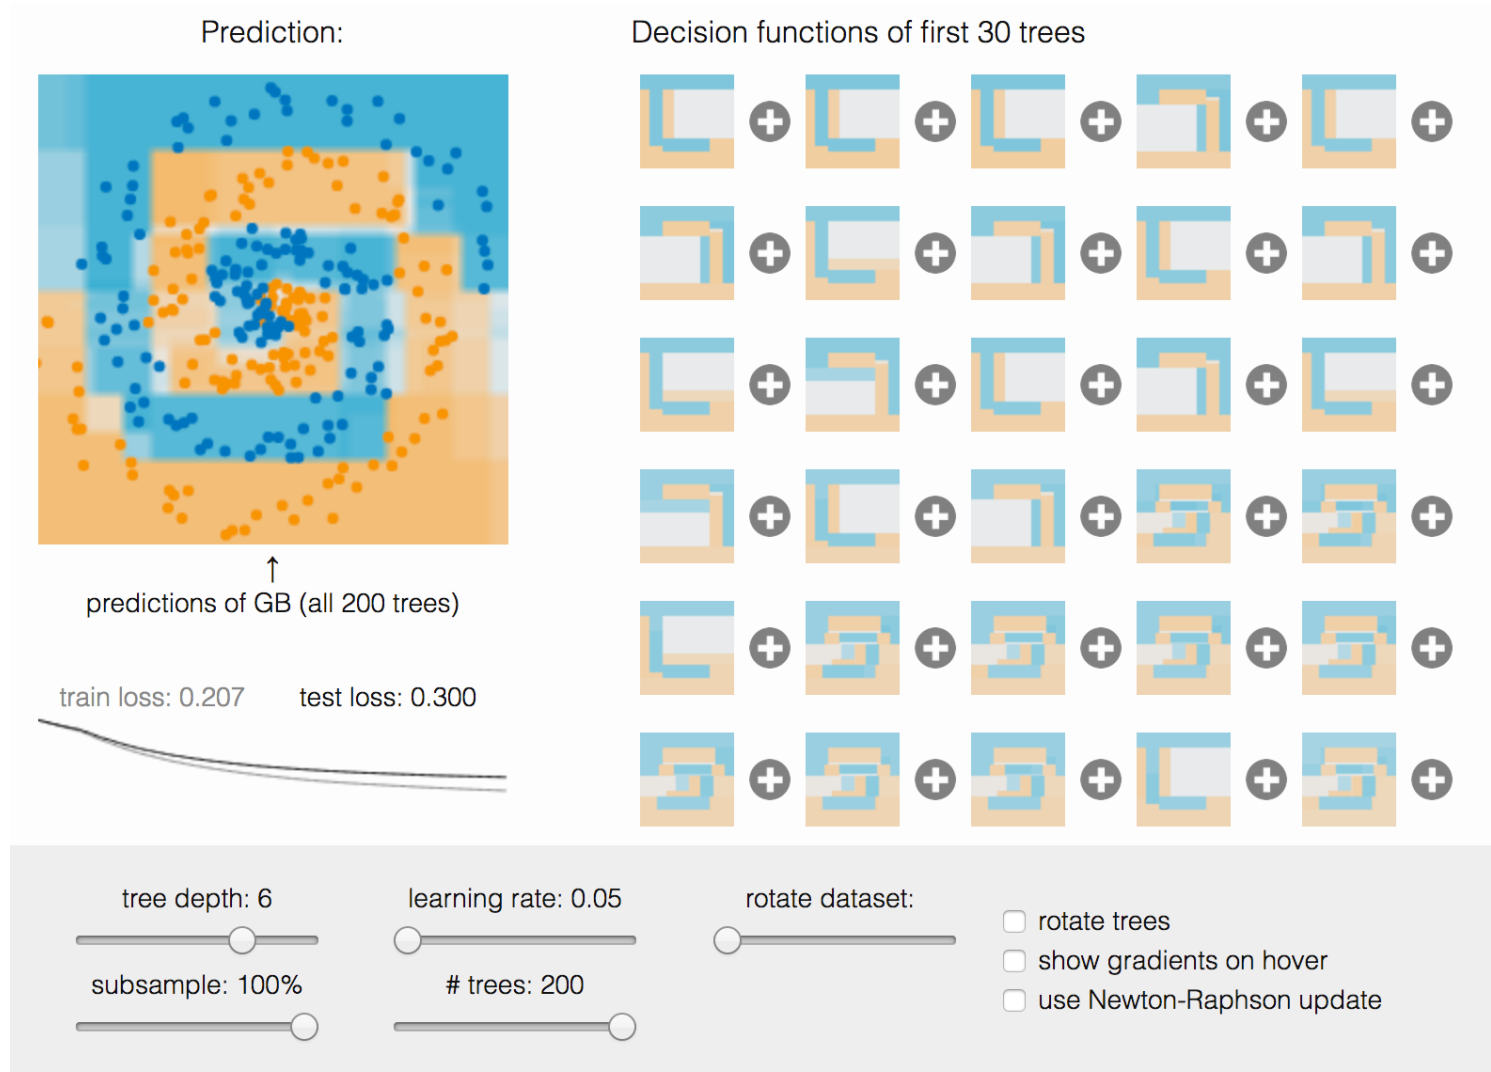 Prediction:
Decision functions of first 30 trees
↑
predictions of GB (all 200 trees)
train loss: 0.207
test loss: 0.300
tree depth: 6
learning rate: 0.05
rotate dataset:
subsample: 100%
# trees: 200
rotate trees
show gradients on hover
use Newton-Raphson update